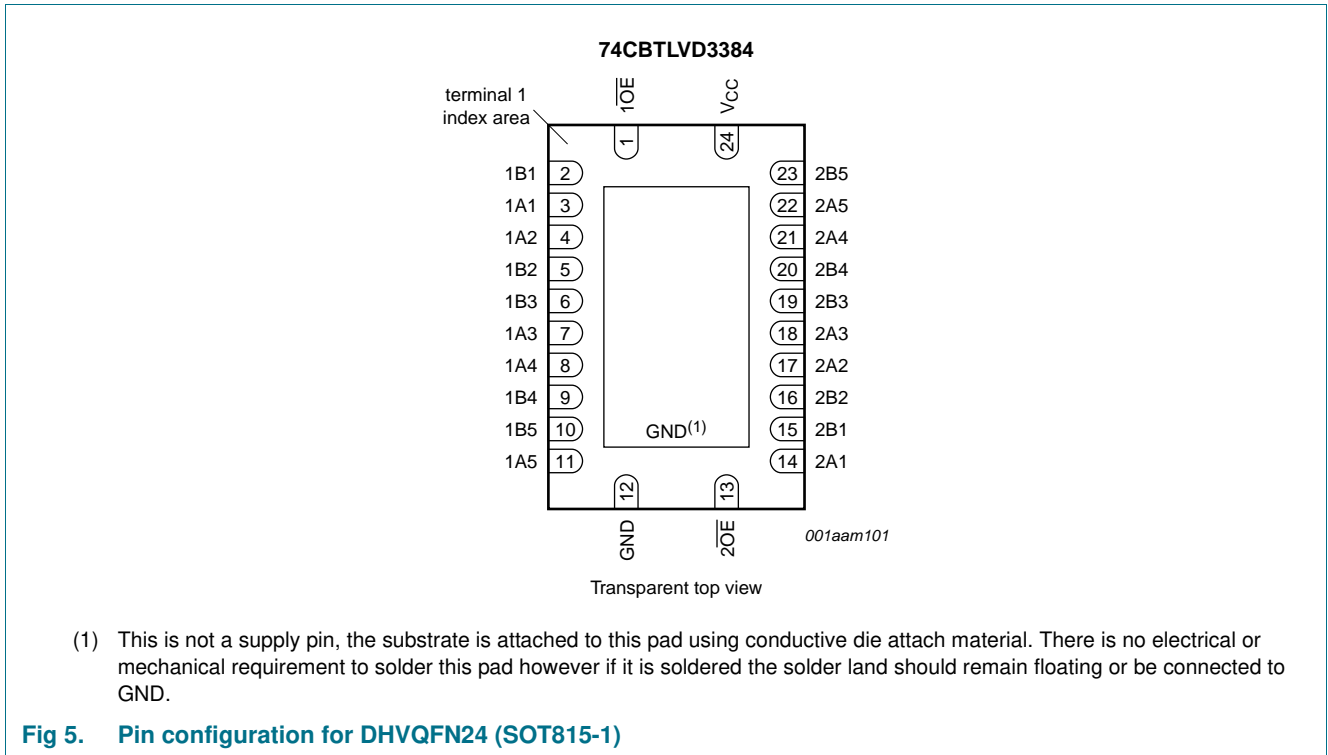 74CBTLVD3384
terminal 1
index area
1OE
VCC
1
24
1B1 2
23 2B5
1A1 3
22 2A5
1A2 4
21 2A4
1B2 5
20 2B4
1B3 6
19 2B3
1A3 7
18 2A3
1A4 8
17 2A2
1B4 9
16 2B2
1B5 10
GND(1)
15 2B1
1A5 11
14 2A1
12
13
GND
2OE
001aam101
Transparent top view
(1) This is not a supply pin, the substrate is attached to this pad using conductive die attach material. There is no electrical or
mechanical requirement to solder this pad however if it is soldered the solder land should remain floating or be connected to
GND.
Fig 5. Pin configuration for DHVQFN24 (SOT815-1)